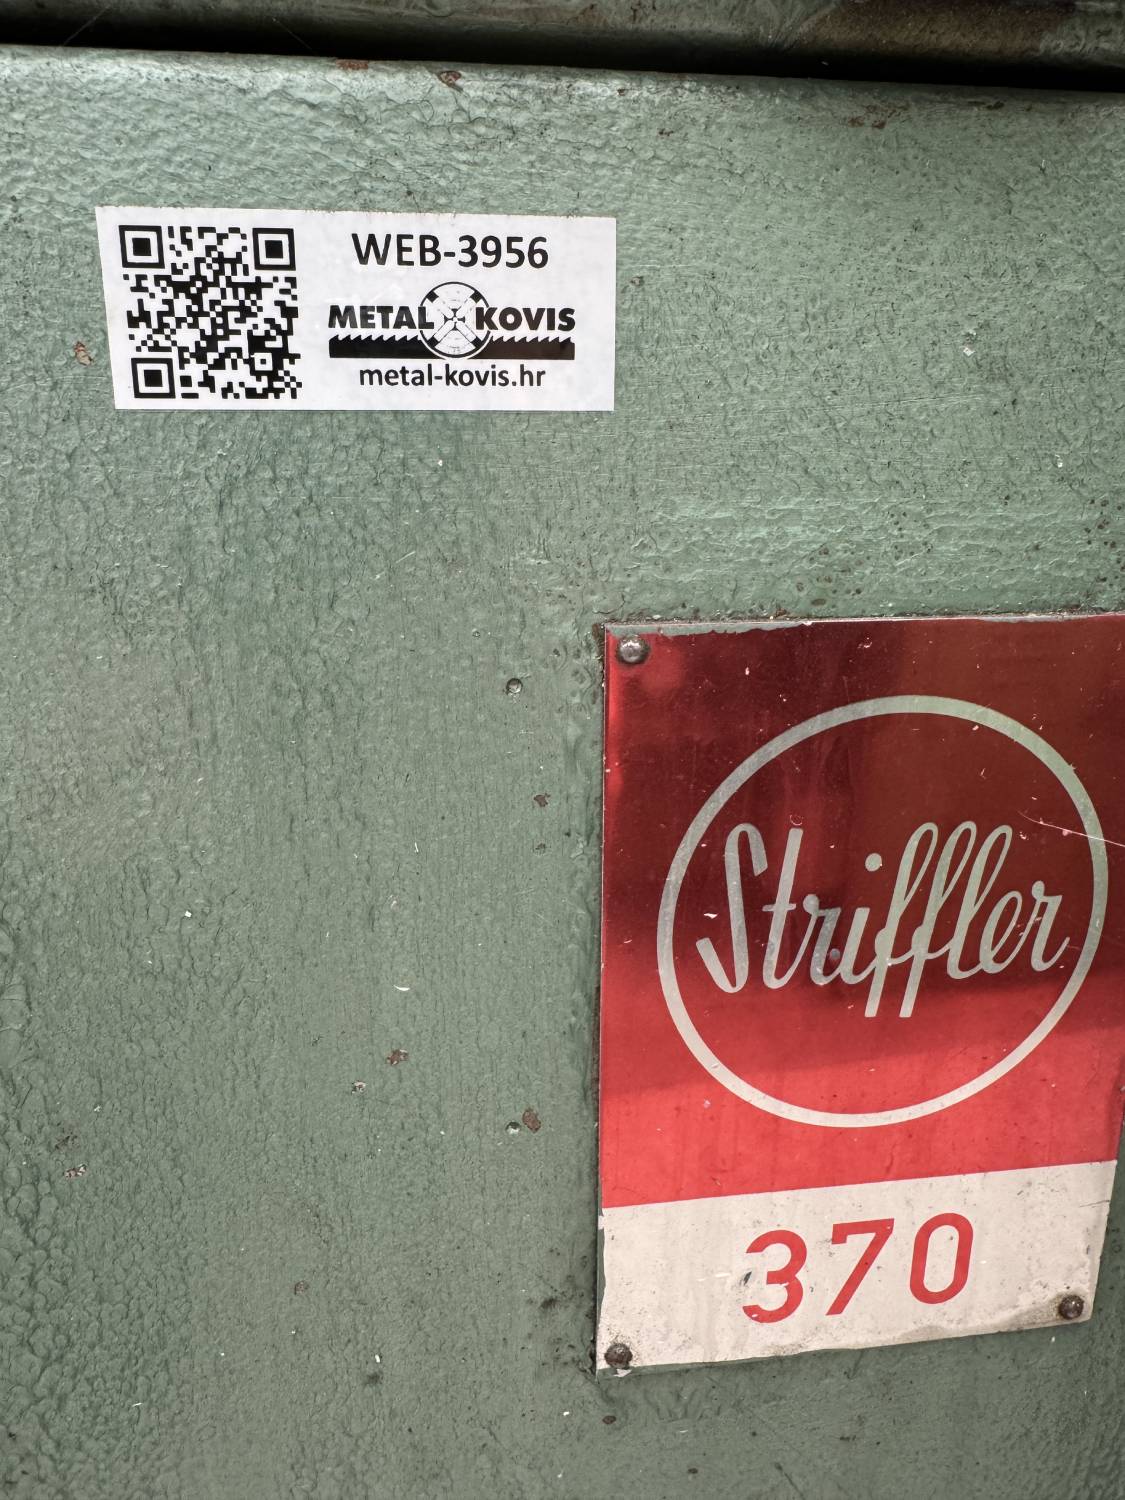 WEB-3956
METAL KOVIS
metal-kovis.hr
Striffler
370